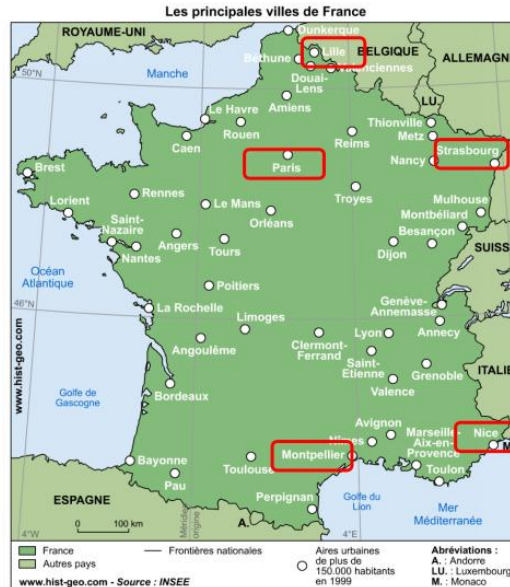 Les principales villes de France
ROYAUME-UNI
Dunkerque
Lille
BELGIQUE
ALLEMAGN
Béthune
Valenciennes
Douai-
Lens
50°N
Manche
Amiens
LU.
Le Havre
Rouen
Caen
Thionville
Metz
Reims
Strasbourg
Nancy
Paris
Brest
Troyes
Rennes
Lorient
Le Mans
Orléans
Mulhouse
Montbéliard
Besançon
Saint-
Nazaire
Nantes
Angers
Tours
Dijon
SUISS
Océan
Atlantique
Poitiers
46°N
La Rochelle
Limoges
Genève-
Annemasse
Annecy
Angoulême
Clermont-
Ferrand
Lyon
Saint-
Etienne
Grenoble
Valence
ITALIE
www.hist-geo.com
Golfe de
Gascogne
Bordeaux
Avignon
Nîmes
Marseille-
Aix-en-
Provence
Nice
M.
Montpellier
Toulouse
Toulon
Bayonne
Pau
Perpignan
Golfe du
Lion
Mer
Méditerranée
ESPAGNE
A.
4°W
0
100 km
Méridien
origine
4°E
France
Autres pays
Frontières nationales
Aires urbaines
de plus de
150.000 habitants
en 1999
Abréviations :
A. : Andorre
LU. : Luxembourg
M. : Monaco
www.hist-geo.com - Source : INSEE